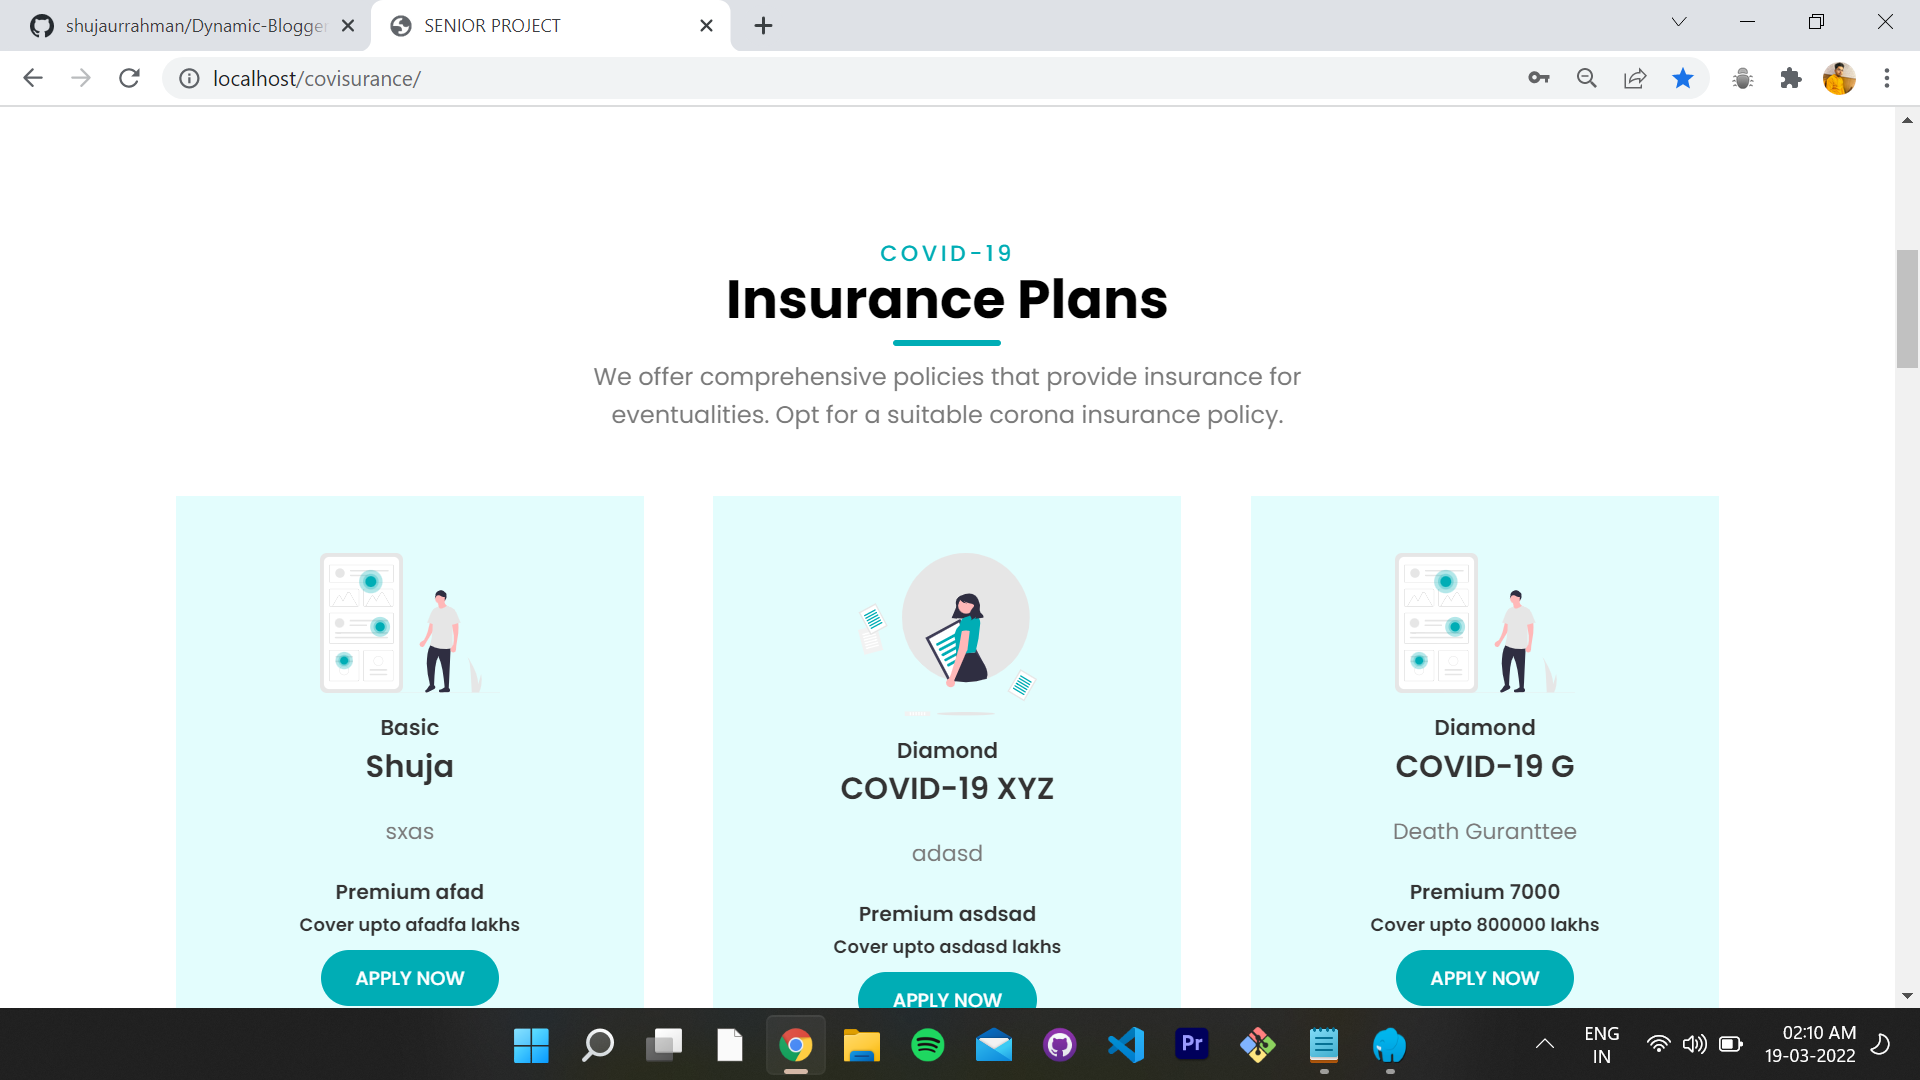 shujaurrahman/Dynamic-Blogger
SENIOR PROJECT
localhost/covisurance/
COVID-19
Insurance Plans
We offer comprehensive policies that provide insurance for
eventualities. Opt for a suitable corona insurance policy.
Basic
Shuja
sxas
Premium afad
Cover upto afadfa lakhs
APPLY NOW
Diamond
COVID-19 XYZ
adasd
Premium asdsad
Cover upto asdasd lakhs
APPLY NOW
Diamond
COVID-19 G
Death Guranttee
Premium 7000
Cover upto 800000 lakhs
APPLY NOW
Pr
ENG
IN
02:10 AM
19-03-2022